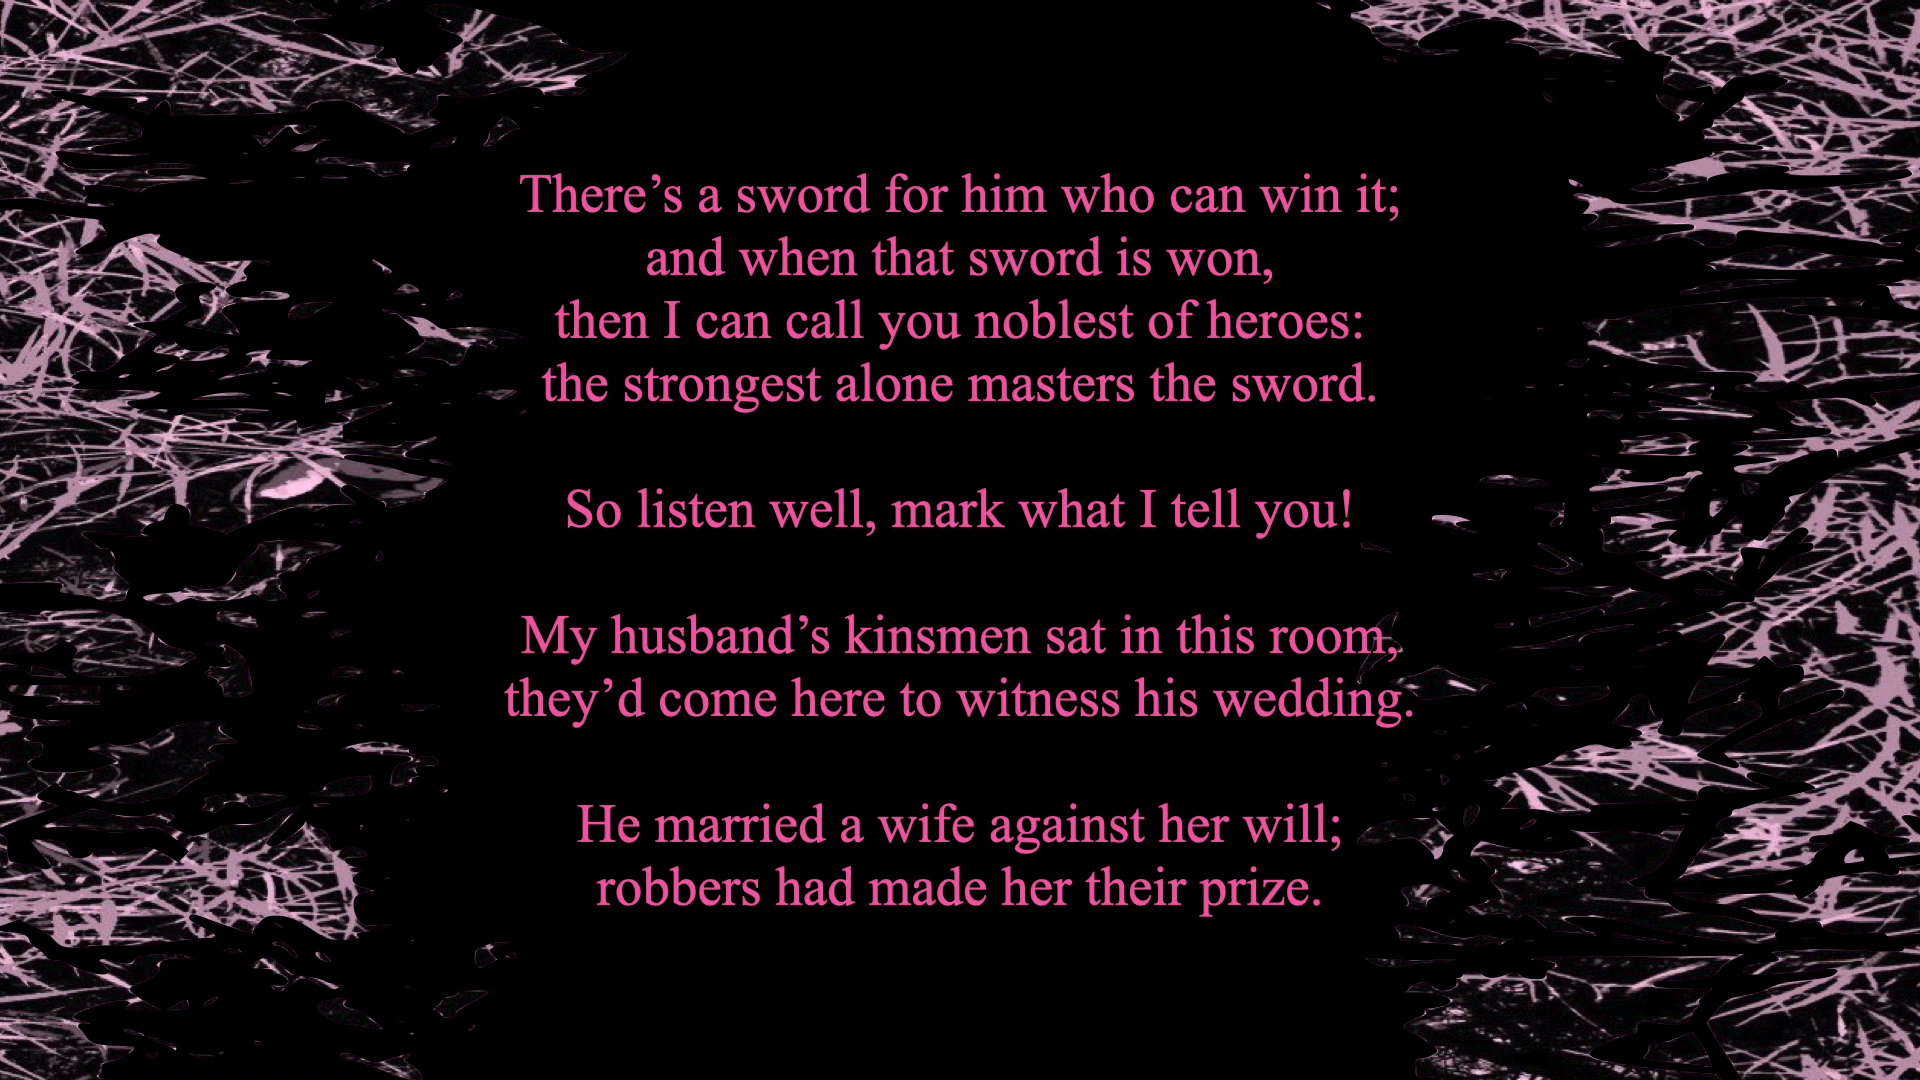 There’s a sword for him who can win it;
and when that sword is won,
then I can call you noblest of heroes:
the strongest alone masters the sword.
So listen well, mark what I tell you!
My husband’s kinsmen sat in this room,
they’d come here to witness his wedding.
He married a wife against her will;
robbers had made her their prize.